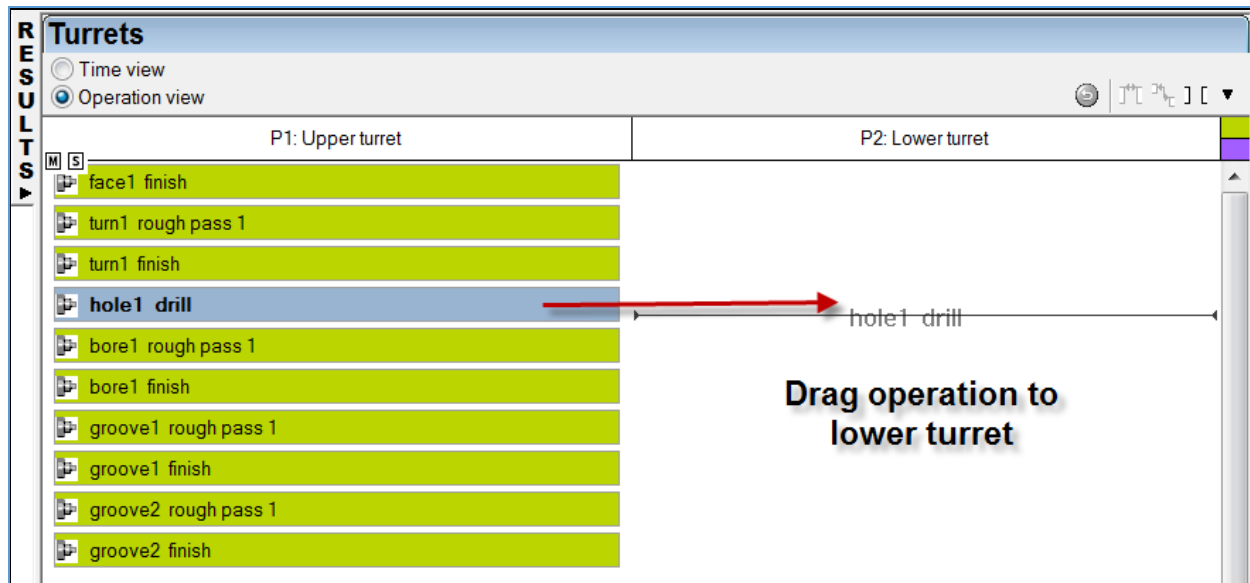 RESULTS
Turrets
Time view
Operation view
P1: Upper turret
P2: Lower turret
M S
face1 finish
turn1 rough pass 1
turn1 finish
hole1 drill
hole1 drill
bore1 rough pass 1
bore1 finish
Drag operation to
lower turret
groove1 rough pass 1
groove1 finish
groove2 rough pass 1
groove2 finish